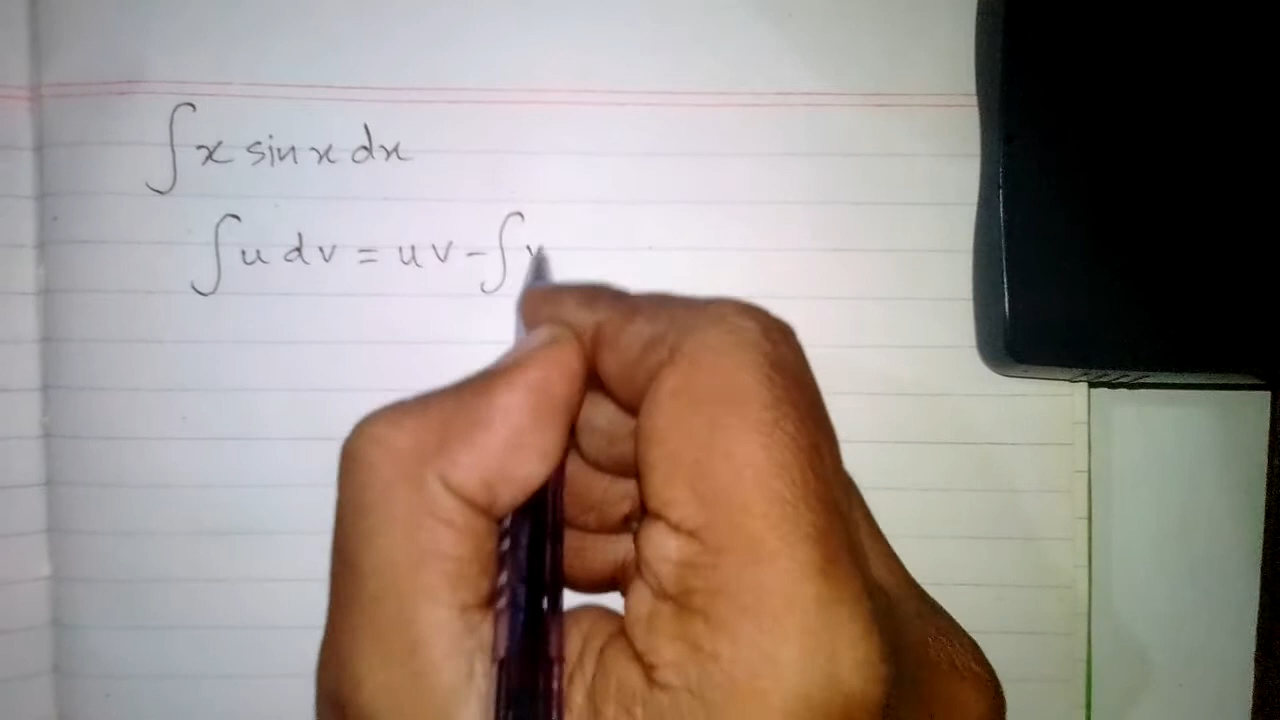 ∫ x sin x dx
∫ u dv = uv - ∫ v